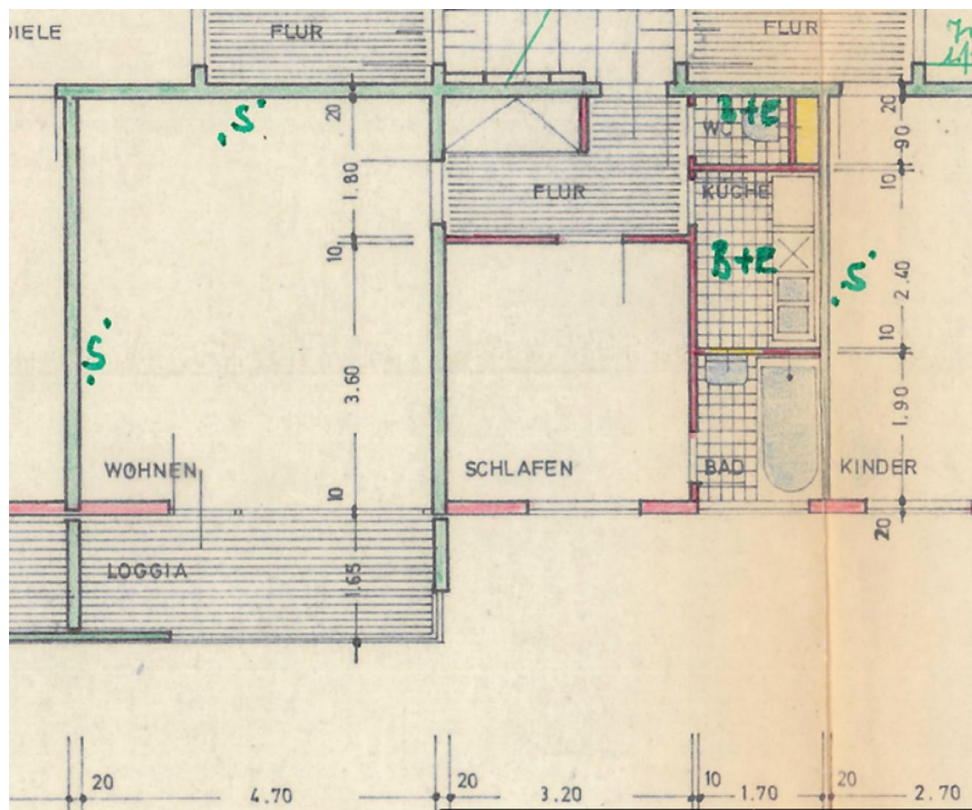 DIELE
FLUR
FLUR
S
20
B+E
WC
20
90
1.80
FLUR
KÜCHE
10
10
B+E
S
2.40
S
10
3.60
1.90
WOHNEN
SCHLAFEN
BAD
KINDER
10
20
LOGGIA
1.65
20
4.70
20
3.20
10
1.70
20
2.70